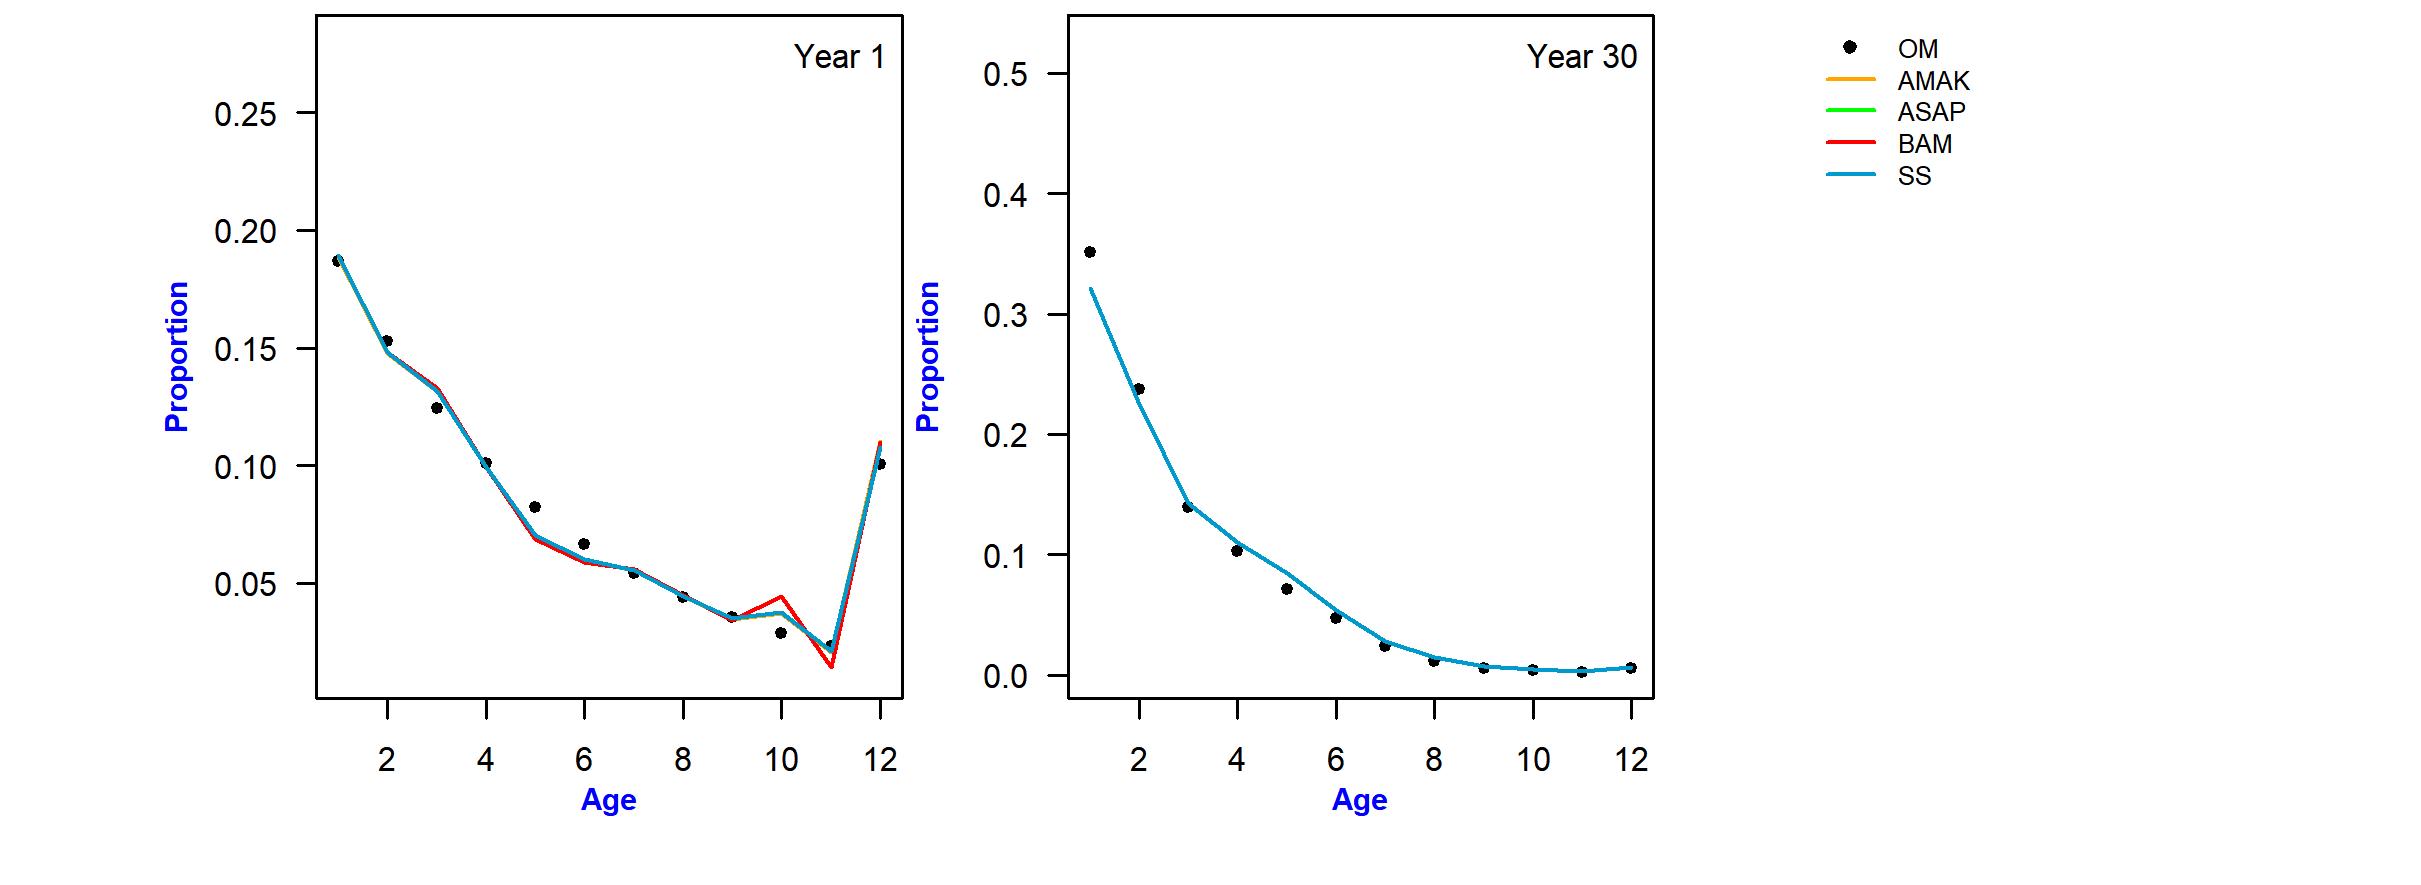 Year 1
0.25
0.20
0.15
0.10
0.05
Proportion
2 4 6 8 10 12
Age
Year 30
0.5
0.4
0.3
0.2
0.1
0.0
Proportion
2 4 6 8 10 12
Age
OM
AMAK
ASAP
BAM
SS